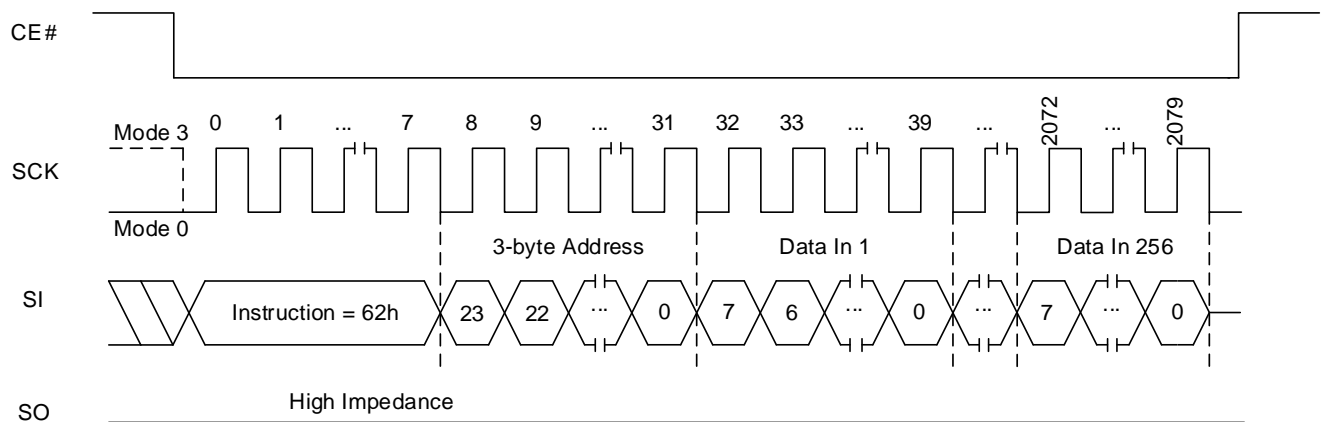 CE#
Mode 3 0 1 ... 7 8 9 ... 31 32 33 ... 39 ... 2072 ... 2079
SCK
Mode 0
3-byte Address Data In 1 Data In 256
SI Instruction = 62h 23 22 ... 0 7 6 ... 0 ... 7 ... 0
High Impedance
SO